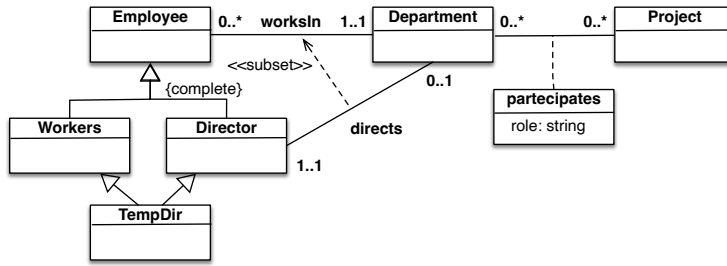 Employee
0..*
worksIn
1..1
Department
0..*
0..*
Project
<<subset>>
0..1
{complete}
partecipates
role: string
Workers
Director
directs
1..1
TempDir